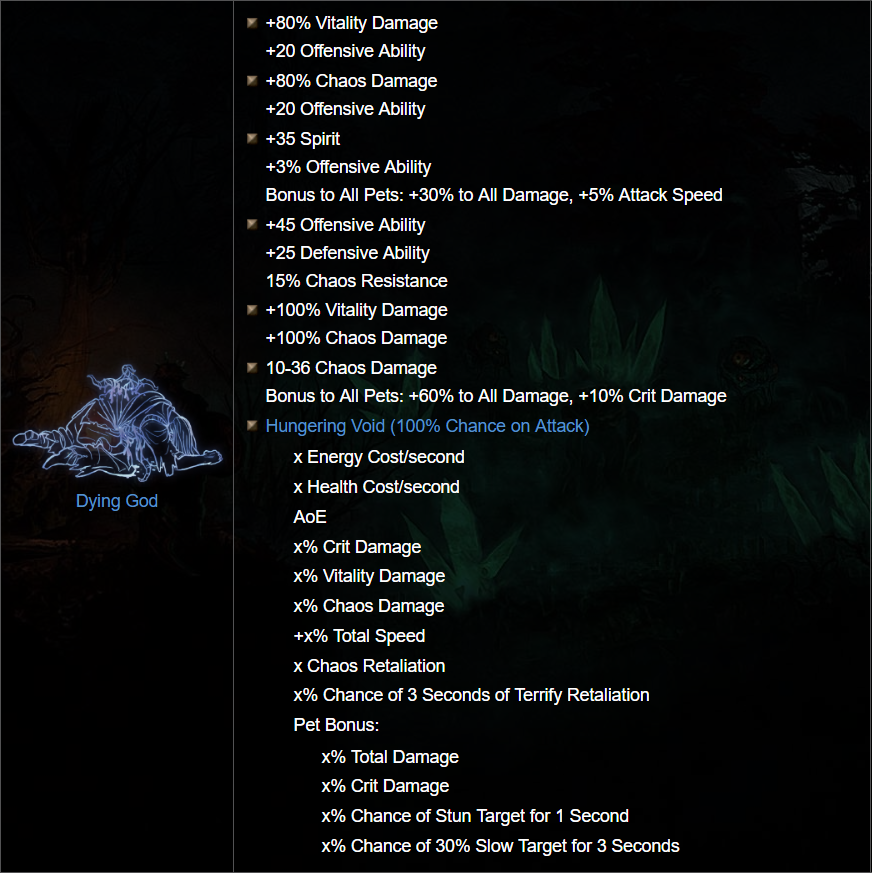 +80% Vitality Damage
+20 Offensive Ability
+80% Chaos Damage
+20 Offensive Ability
+35 Spirit
+3% Offensive Ability
Bonus to All Pets: +30% to All Damage, +5% Attack Speed
+45 Offensive Ability
+25 Defensive Ability
15% Chaos Resistance
+100% Vitality Damage
+100% Chaos Damage
10-36 Chaos Damage
Bonus to All Pets: +60% to All Damage, +10% Crit Damage
Hungering Void (100% Chance on Attack)
x Energy Cost/second
x Health Cost/second
AoE
x% Crit Damage
x% Vitality Damage
x% Chaos Damage
+x% Total Speed
x Chaos Retaliation
x% Chance of 3 Seconds of Terrify Retaliation
Pet Bonus:
x% Total Damage
x% Crit Damage
x% Chance of Stun Target for 1 Second
x% Chance of 30% Slow Target for 3 Seconds
Dying God